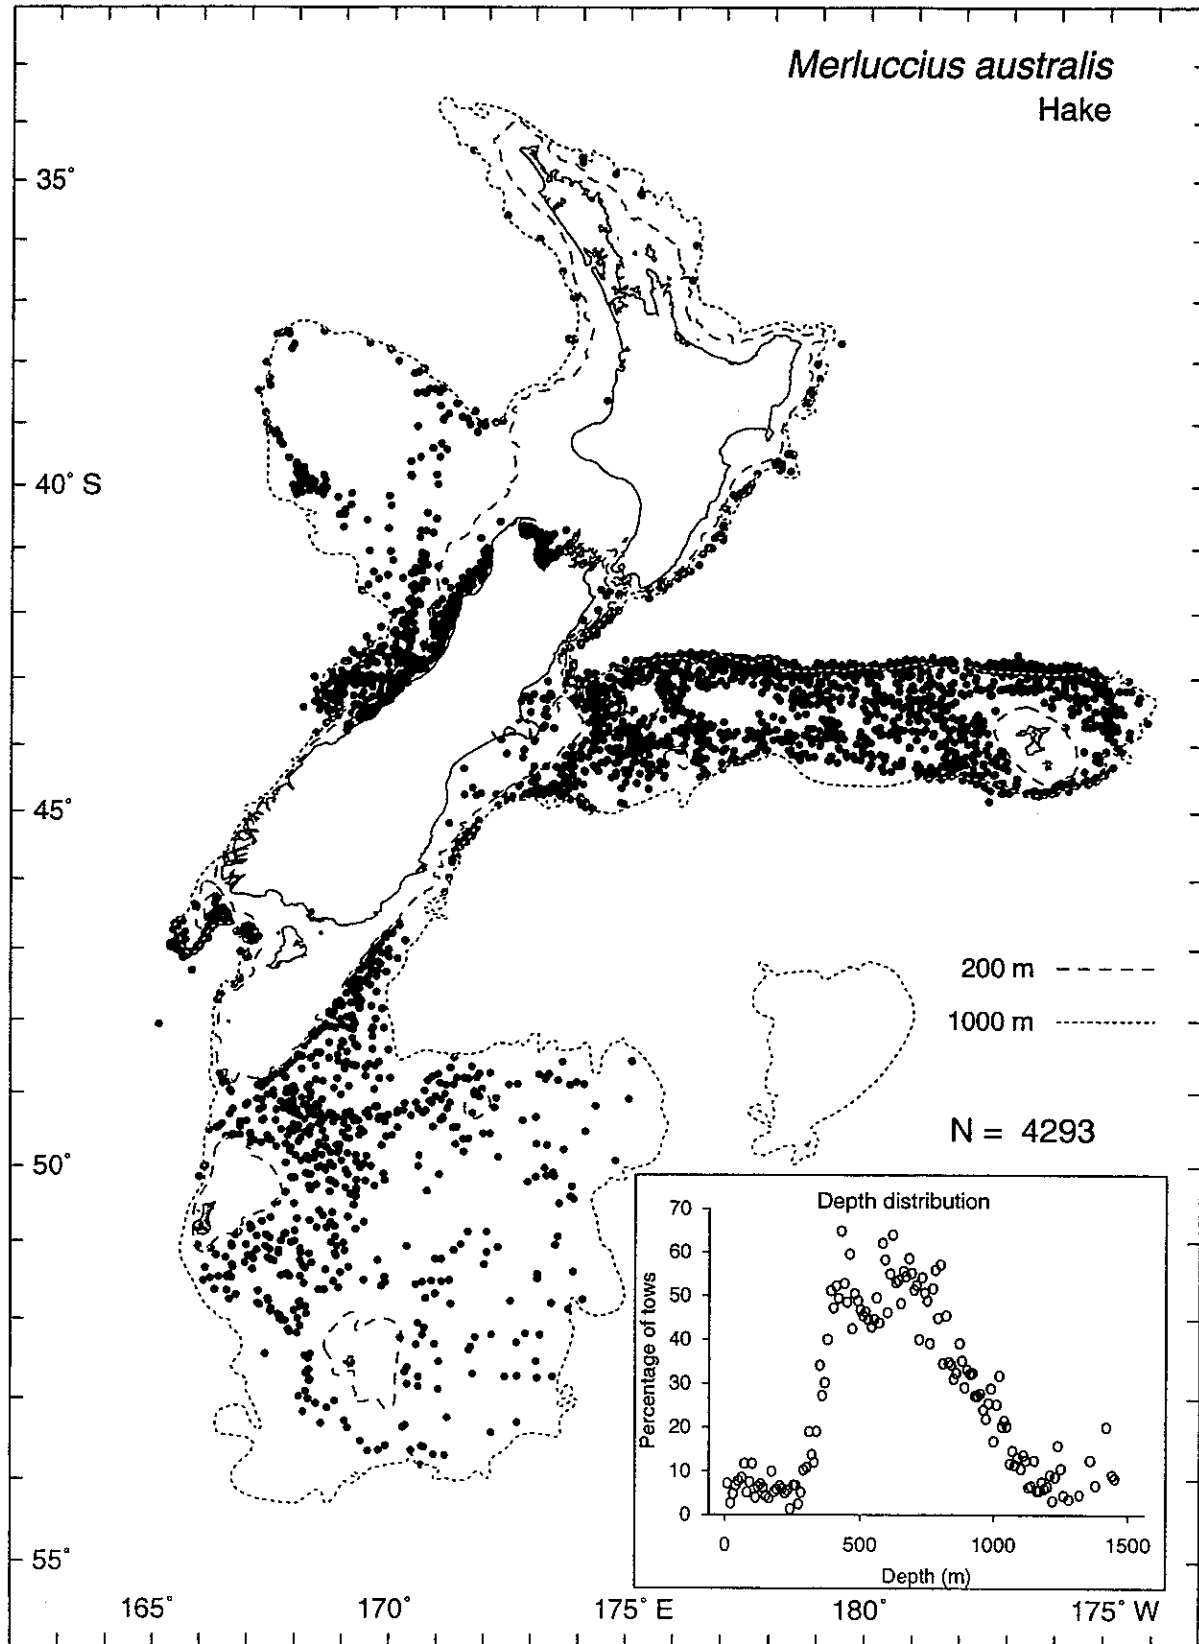 Merluccius australis
Hake
35°
40° S
45°
200 m
1000 m
N = 4293
50°
Depth distribution
Percentage of tows
70
60
50
40
30
20
10
0
0 500 1000 1500
Depth (m)
55°
165° 170° 175° E 180° 175° W